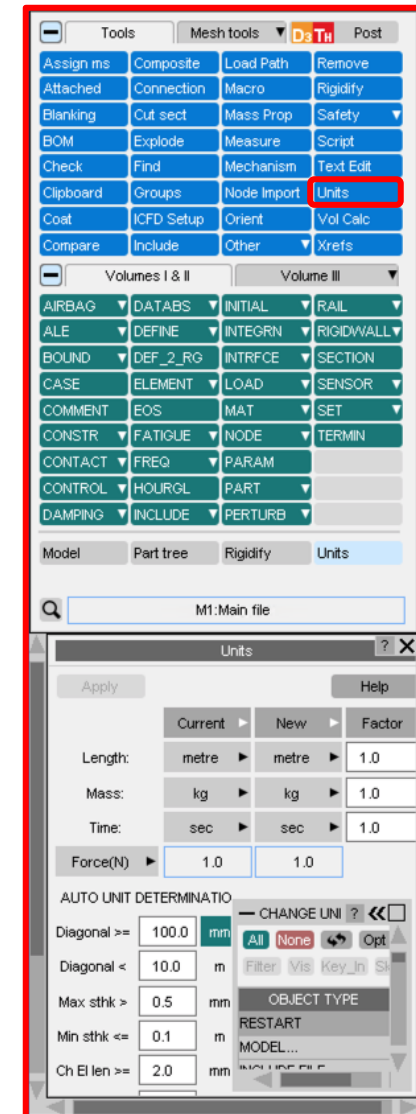 Tools Mesh tools D3 TH Post
Assign ms Composite Load Path Remove
Attached Connection Macro Rigidify
Blanking Cut sect Mass Prop Safety
BOM Explode Measure Script
Check Find Mechanism Text Edit
Clipboard Groups Node Import Units
Coat ICFD Setup Orient Vol Calc
Compare Include Other Xrefs
Volumes I & II Volume III
AIRBAG DATABS INITIAL RAIL
ALE DEFINE INTEGRN RIGIDWALL
BOUND DEF_2_RG INTRFCE SECTION
CASE ELEMENT LOAD SENSOR
COMMENT EOS MAT SET
CONSTR FATIGUE NODE TERMIN
CONTACT FREQ PARAM
CONTROL HOURGL PART
DAMPING INCLUDE PERTURB
Model Part tree Rigidify Units
M1:Main file
Units ? X
Apply Help
Current New Factor
Length: metre metre 1.0
Mass: kg kg 1.0
Time: sec sec 1.0
Force(N) 1.0 1.0
AUTO UNIT DETERMINATIO
CHANGE UNI ?
Diagonal >= 100.0 mm
All None Opt
Diagonal < 10.0 m
Filter Vis Key_In Sk
Max sthk > 0.5 mm
OBJECT TYPE
RESTART
Min sthk <= 0.1 m
MODEL...
Ch El len >= 2.0 mm
INCLUDE FILE